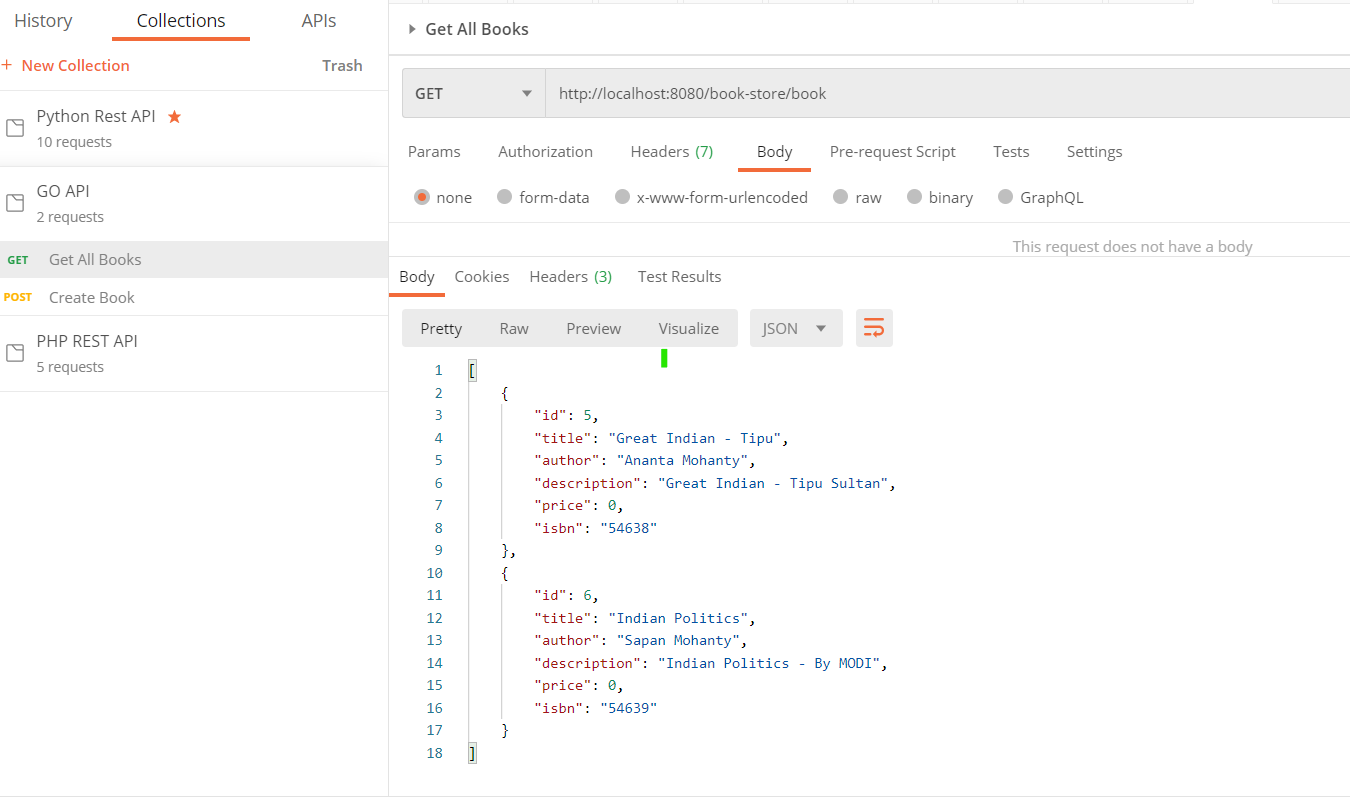 History Collections APIs
+ New Collection Trash
Python Rest API
10 requests
GO API
2 requests
GET Get All Books
POST Create Book
PHP REST API
5 requests
Get All Books
GET http://localhost:8080/book-store/book
Params Authorization Headers (7) Body Pre-request Script Tests Settings
none form-data x-www-form-urlencoded raw binary GraphQL
This request does not have a body
Body Cookies Headers (3) Test Results
Pretty Raw Preview Visualize JSON
1 [
2 {
3 "id": 5,
4 "title": "Great Indian - Tipu",
5 "author": "Ananta Mohanty",
6 "description": "Great Indian - Tipu Sultan",
7 "price": 0,
8 "isbn": "54638"
9 },
10 {
11 "id": 6,
12 "title": "Indian Politics",
13 "author": "Sapan Mohanty",
14 "description": "Indian Politics - By MODI",
15 "price": 0,
16 "isbn": "54639"
17 }
18 ]